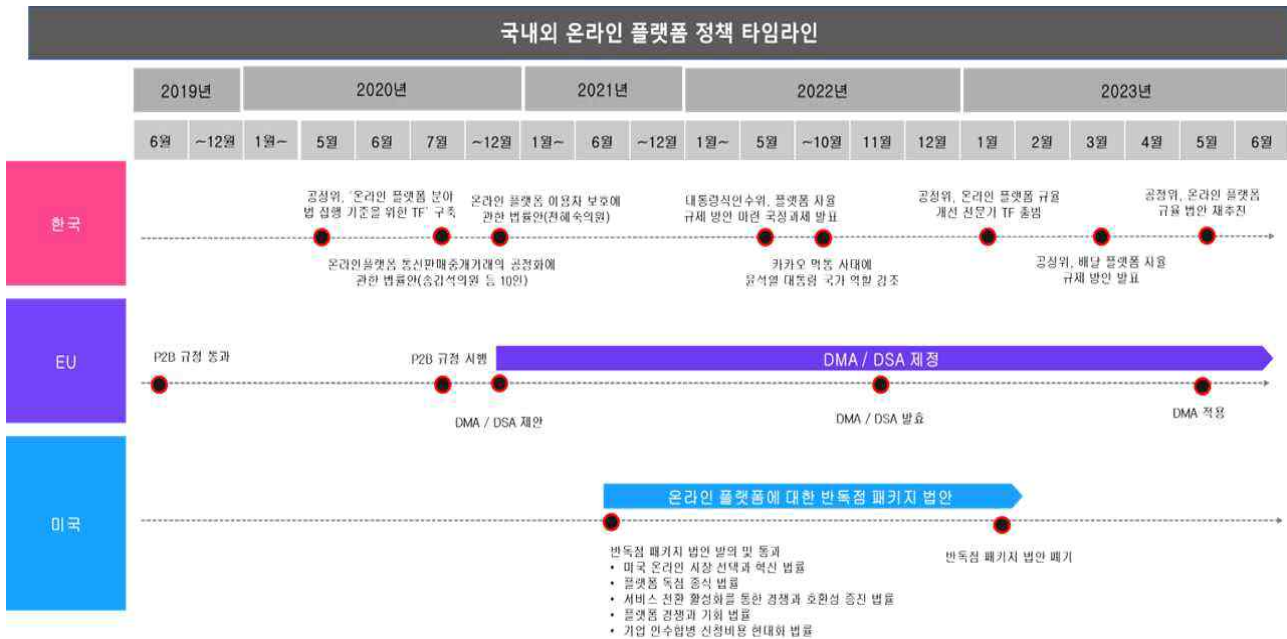 국내외 온라인 플랫폼 정책 타임라인
2019년 2020년 2021년 2022년 2023년
6월 ~12월 1월~ 5월 6월 7월 ~12월 1월~ 6월 ~12월 1월~ 5월 ~10월 11월 12월 1월 2월 3월 4월 5월 6월
한국
공정위, '온라인 플랫폼 분야
법 집행 기준을 위한 TF' 구축
온라인 플랫폼 이용자 보호에
관한 법률안(전혜숙의원)
대통령직인수위, 플랫폼 자율
규제 방안 마련 국정과제 발표
공정위, 온라인 플랫폼 규율
개선 전문가 TF 출범
공정위, 온라인 플랫폼
규율 법안 재추진
온라인플랫폼 통신판매중개거래의 공정화에
관한 법률안(송갑석의원 등 10인)
카카오 먹통 사태에
윤석열 대통령 국가 역할 강조
공정위, 배달 플랫폼 자율
규제 방안 발표
EU
P2B 규정 통과
P2B 규정 시행
DMA / DSA 제정
DMA / DSA 제안
DMA / DSA 발효
DMA 적용
미국
온라인 플랫폼에 대한 반독점 패키지 법안
반독점 패키지 법안 발의 및 통과
• 미국 온라인 시장 선택과 혁신 법률
• 플랫폼 독점 종식 법률
• 서비스 전환 활성화를 통한 경쟁과 호환성 증진 법률
• 플랫폼 경쟁과 기회 법률
• 기업 인수합병 신청비용 현대화 법률
반독점 패키지 법안 폐기